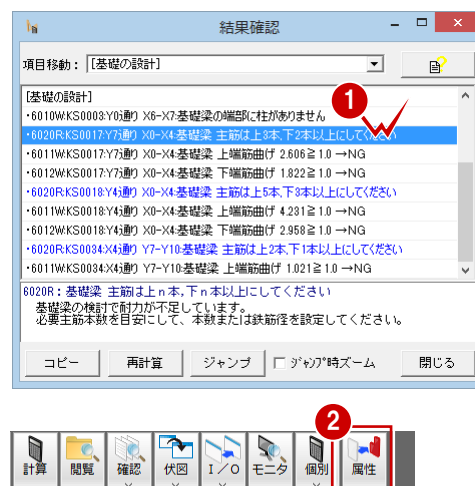 結果確認
項目移動： [基礎の設計]
[基礎の設計]
・6010W:KS0003:Y0通り X6-X7:基礎梁の端部に柱がありません
・6020R:KS0017:Y7通り X0-X4:基礎梁 主筋は上3本,下2本以上にしてください
・6011W:KS0017:Y7通り X0-X4:基礎梁 上端筋曲げ 2.606≧1.0 →NG
・6012W:KS0017:Y7通り X0-X4:基礎梁 下端筋曲げ 1.822≧1.0 →NG
・6020R:KS0018:Y4通り X0-X4:基礎梁 主筋は上5本,下3本以上にしてください
・6011W:KS0018:Y4通り X0-X4:基礎梁 上端筋曲げ 4.231≧1.0 →NG
・6012W:KS0018:Y4通り X0-X4:基礎梁 下端筋曲げ 2.958≧1.0 →NG
・6020R:KS0034:X4通り Y7-Y10:基礎梁 主筋は上2本,下1本以上にしてください
・6011W:KS0034:X4通り Y7-Y10:基礎梁 上端筋曲げ 1.021≧1.0 →NG
6020R：基礎梁 主筋は上ｎ本,下ｎ本以上にしてください
基礎梁の検討で耐力が不足しています。
必要主筋本数を目安にして、本数または鉄筋径を設定してください。
コピー 再計算 ジャンプ ジャンプ時ズーム 閉じる
1
2
計算 閲覧 確認 伏図 Ｉ／Ｏ モニタ 個別 属性